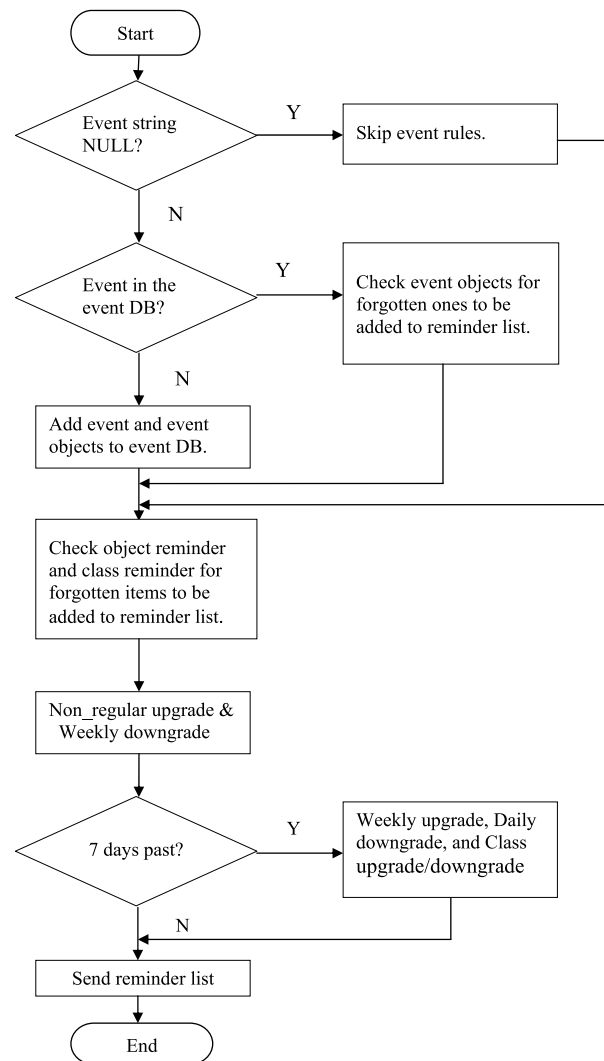 Start
Event string
NULL?
Y
Skip event rules.
N
Event in the
event DB?
Y
Check event objects for
forgotten ones to be
added to reminder list.
N
Add event and event
objects to event DB.
Check object reminder
and class reminder for
forgotten items to be
added to reminder list.
Non_regular upgrade &
Weekly downgrade
7 days past?
Y
Weekly upgrade, Daily
downgrade, and Class
upgrade/downgrade
N
Send reminder list
End